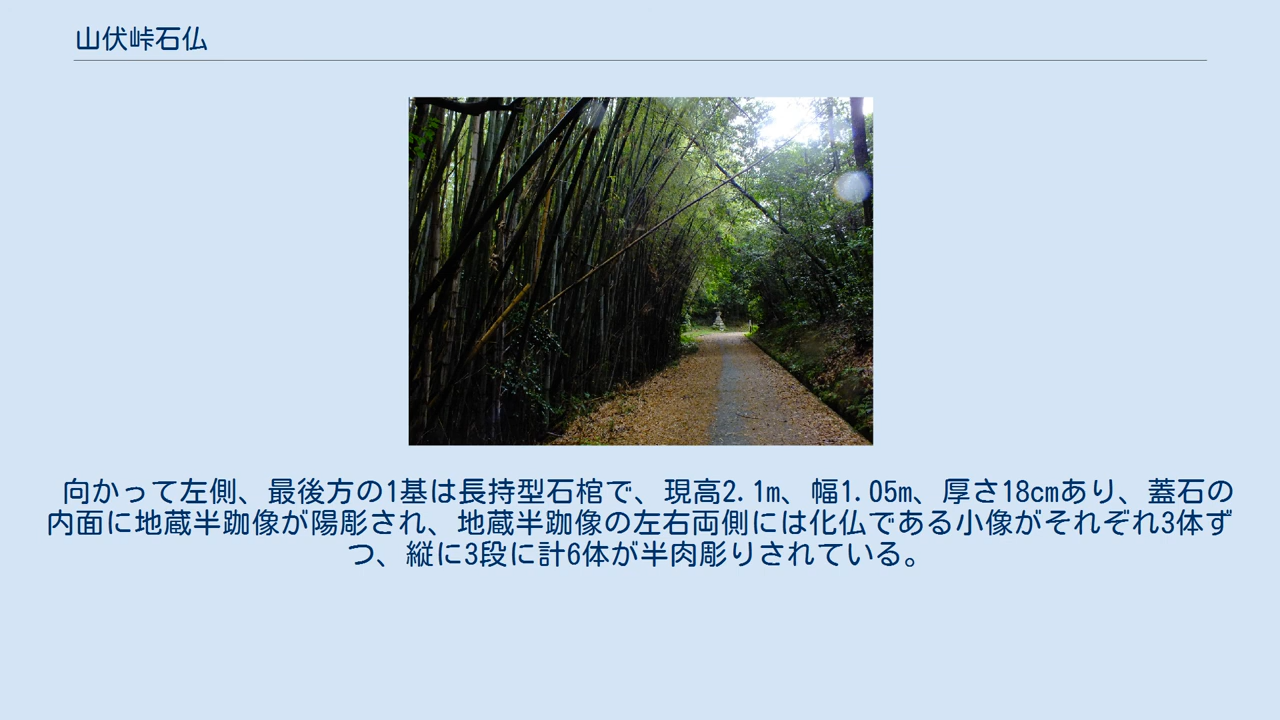 山伏峠石仏
向かって左側、最後方の1基は長持型石棺で、現高2.1m、幅1.05m、厚さ18cmあり、蓋石の
内面に地蔵半跏像が陽彫され、地蔵半跏像の左右両側には化仏である小像がそれぞれ3体ず
つ、縦に3段に計6体が半肉彫りされている。